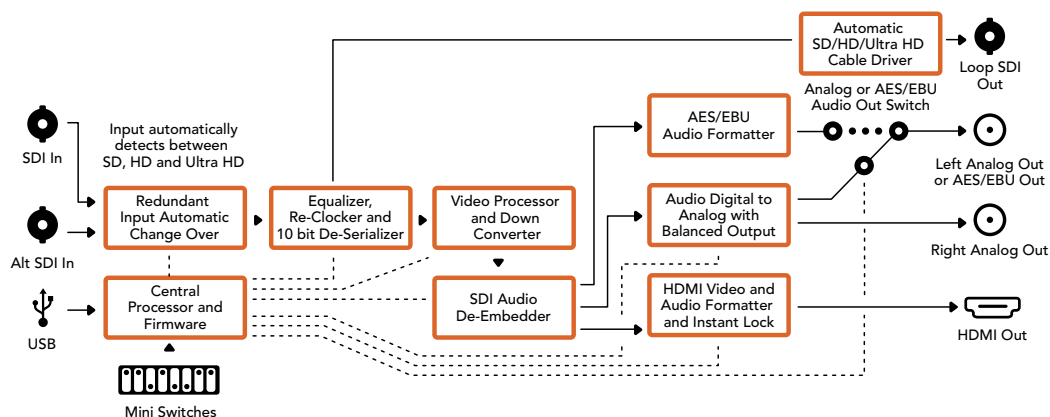 Automatic
SD/HD/Ultra HD
Cable Driver
Loop SDI
Out
Analog or AES/EBU
Audio Out Switch
AES/EBU
Audio Formatter
SDI In
Input automatically
detects between
SD, HD and Ultra HD
Left Analog Out
or AES/EBU Out
Redundant
Input Automatic
Change Over
Equalizer,
Re-Clocker and
10 bit De-Serializer
Video Processor
and Down
Converter
Audio Digital to
Analog with
Balanced Output
Alt SDI In
Right Analog Out
Central
Processor and
Firmware
SDI Audio
De-Embedder
HDMI Video and
Audio Formatter
and Instant Lock
USB
HDMI Out
Mini Switches